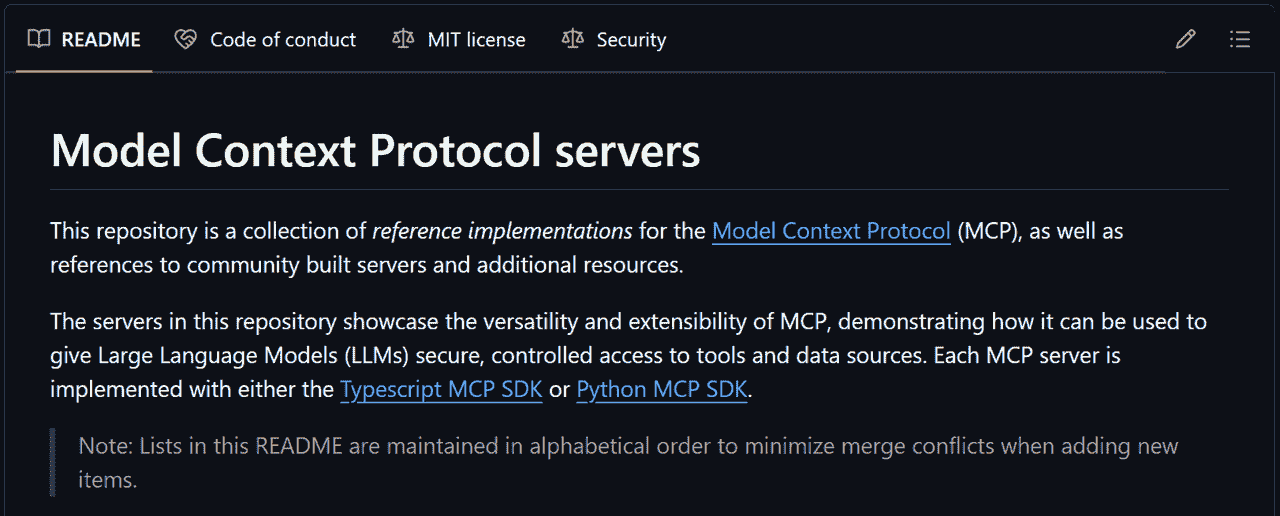 README Code of conduct MIT license Security
Model Context Protocol servers
This repository is a collection of reference implementations for the Model Context Protocol (MCP), as well as
references to community built servers and additional resources.
The servers in this repository showcase the versatility and extensibility of MCP, demonstrating how it can be used to
give Large Language Models (LLMs) secure, controlled access to tools and data sources. Each MCP server is
implemented with either the Typescript MCP SDK or Python MCP SDK.
Note: Lists in this README are maintained in alphabetical order to minimize merge conflicts when adding new
items.